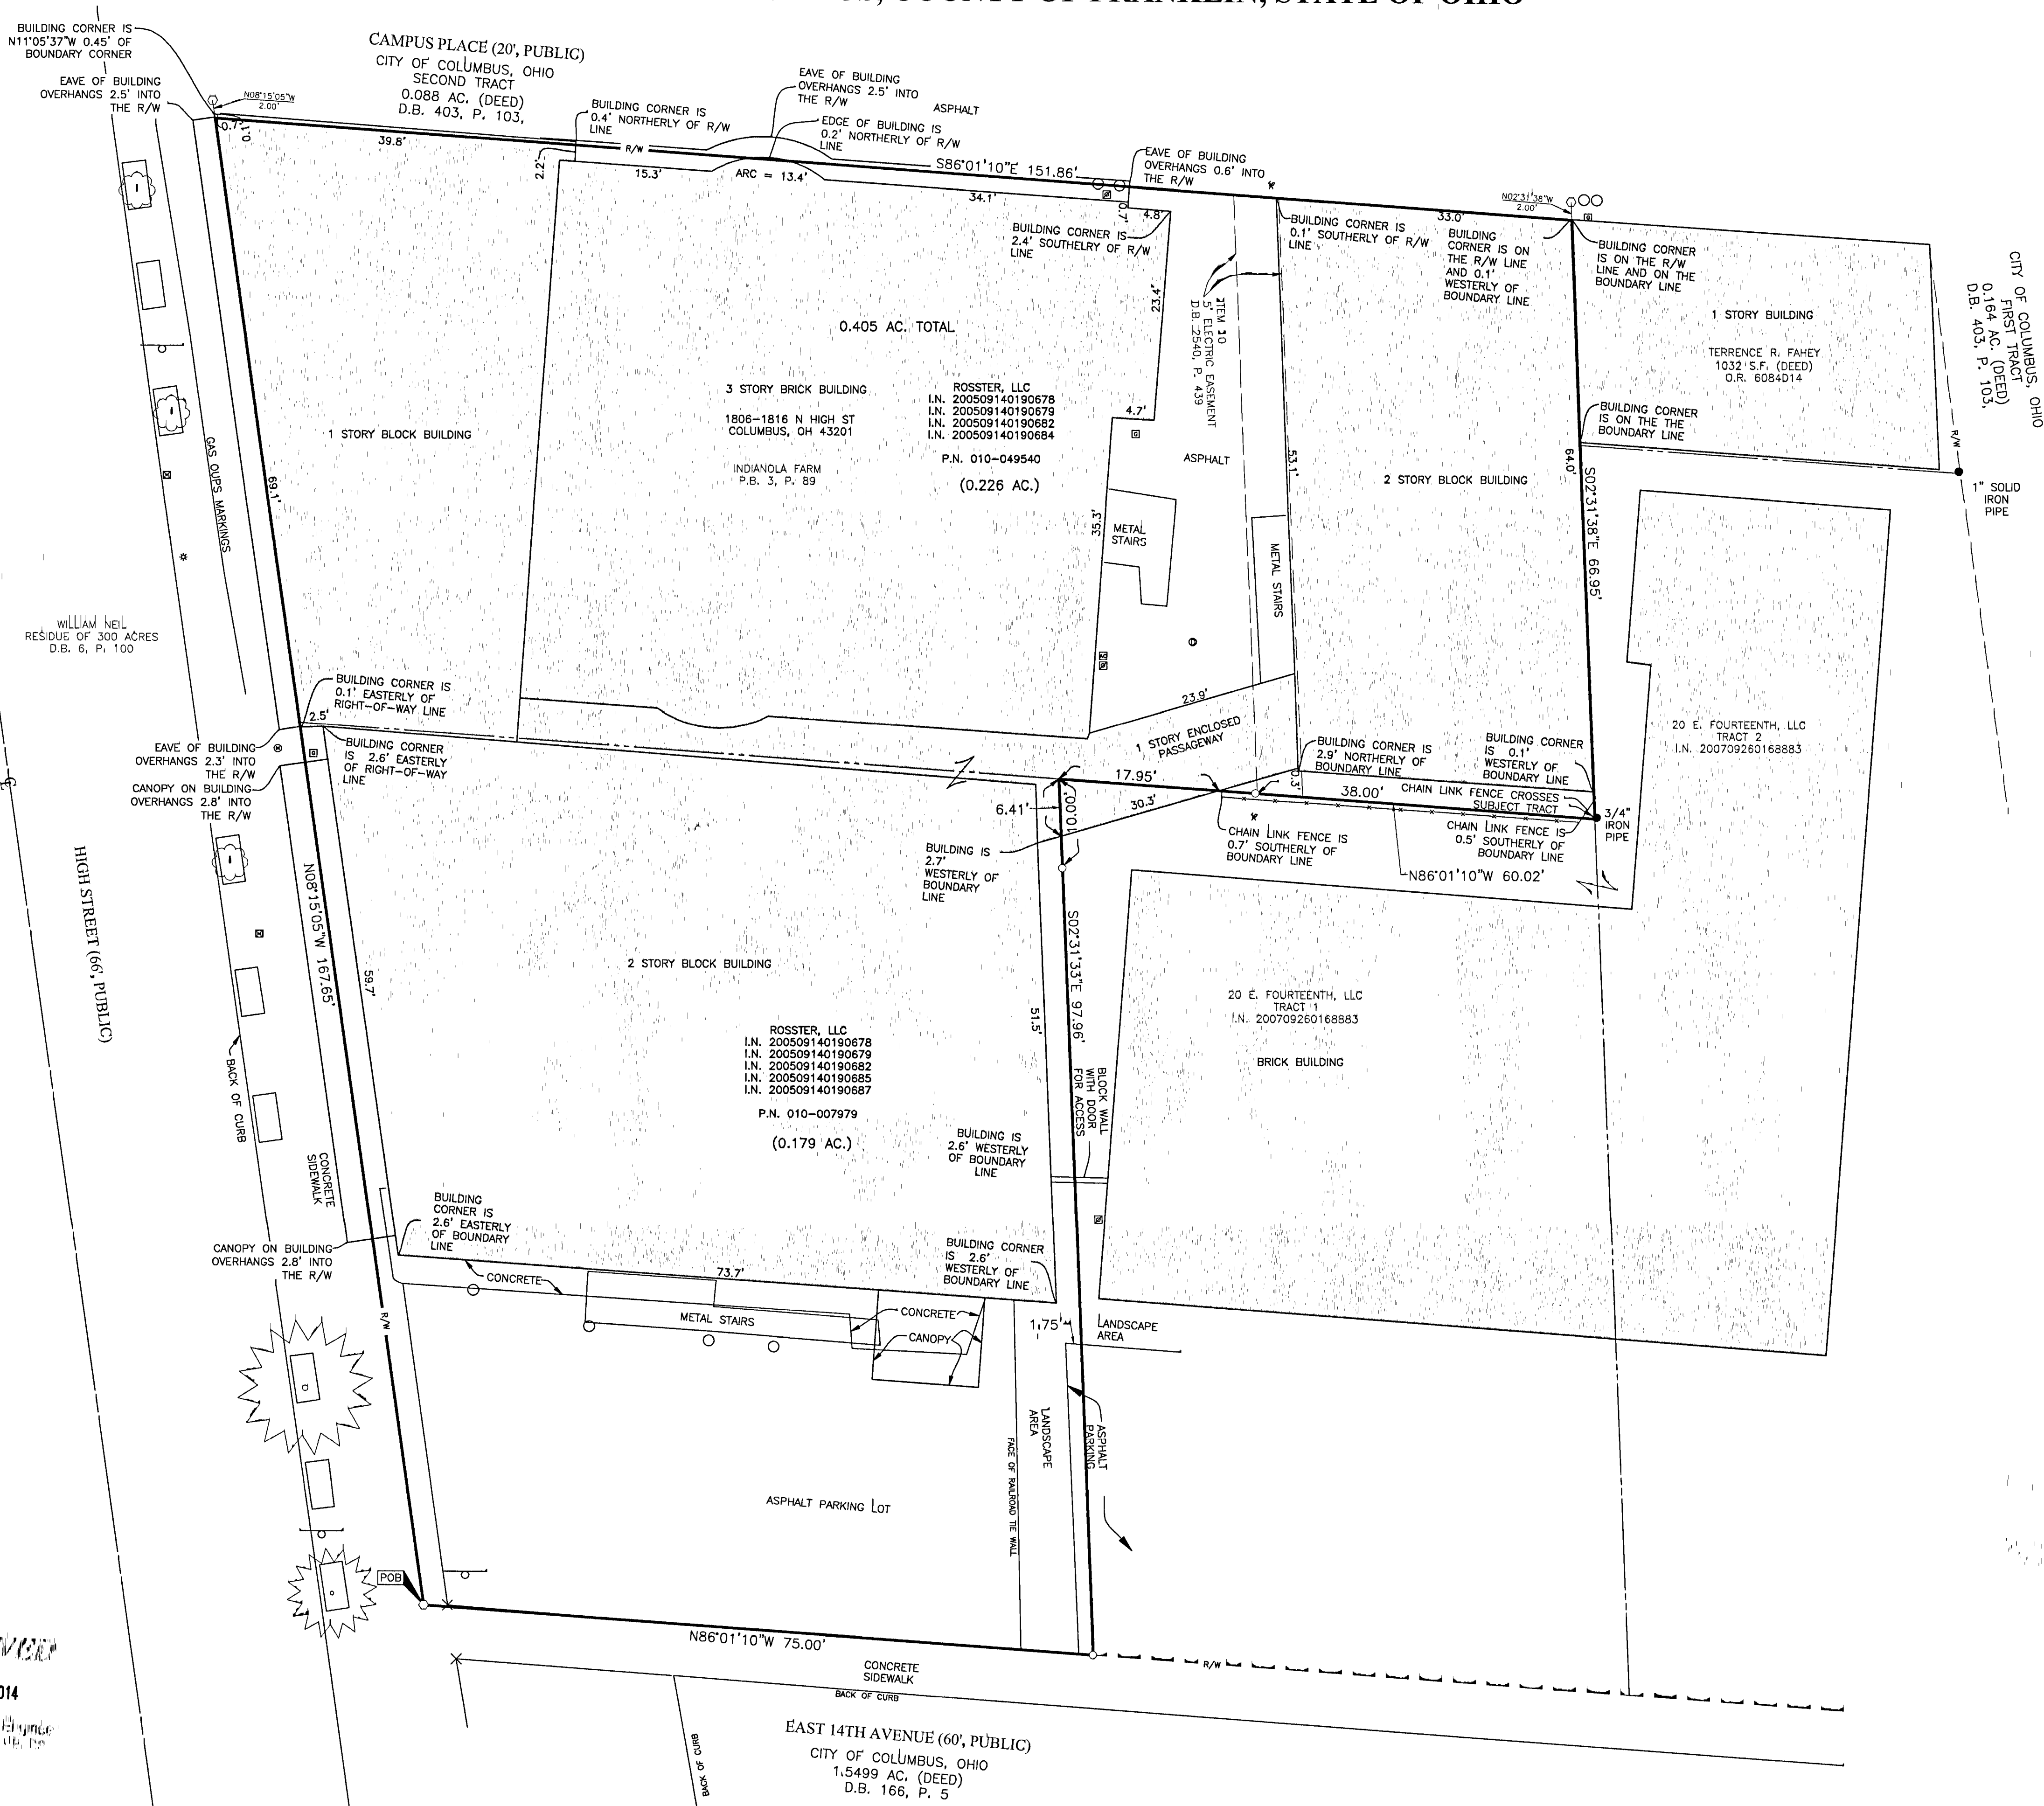 COUNTY OF FRANKLIN, STATE OF OHIO
BUILDING CORNER IS
N11°05'37"W 0.45' OF
BOUNDARY CORNER
EAVE OF BUILDING
OVERHANGS 2.5' INTO
THE R/W
N08°15'05"W
2.00'
0.7'
0.1'
CAMPUS PLACE (20', PUBLIC)
CITY OF COLUMBUS, OHIO
SECOND TRACT
0.088 AC. (DEED)
D.B. 403, P. 103,
39.8'
BUILDING CORNER IS
0.4' NORTHERLY OF R/W
LINE
R/W
2.2'
15.3'
ARC = 13.4'
EAVE OF BUILDING
OVERHANGS 2.5' INTO
THE R/W
ASPHALT
EDGE OF BUILDING IS
0.2' NORTHERLY OF R/W
LINE
S86°01'10"E 151.86'
34.1'
EAVE OF BUILDING
OVERHANGS 0.6' INTO
THE R/W
0.7'
4.8'
BUILDING CORNER IS
2.4' SOUTHELRY OF R/W
LINE
BUILDING CORNER IS
0.1' SOUTHERLY OF R/W
LINE
33.0'
N02°31'38"W
2.00'
BUILDING
CORNER IS ON
THE R/W LINE
AND 0.1'
WESTERLY OF
BOUNDARY LINE
BUILDING CORNER
IS ON THE R/W
LINE AND ON THE
BOUNDARY LINE
1 STORY BUILDING
TERRENCE R. FAHEY
1032 S.F. (DEED)
O.R. 6084D14
CITY OF COLUMBUS, OHIO
FIRST TRACT
0.164 AC. (DEED)
D.B. 403, P. 103,
R/W
1" SOLID
IRON
PIPE
BUILDING CORNER
IS ON THE THE
BOUNDARY LINE
0.405 AC. TOTAL
23.4'
ITEM 10
5' ELECTRIC EASEMENT
D.B. 2540, P. 439
3 STORY BRICK BUILDING
1806-1816 N HIGH ST
COLUMBUS, OH 43201
INDIANOLA FARM
P.B. 3, P. 89
ROSSTER, LLC
I.N. 200509140190678
I.N. 200509140190679
I.N. 200509140190682
I.N. 200509140190684
P.N. 010-049540
(0.226 AC.)
4.7'
ASPHALT
53.1'
64.0'
S02°31'38"E 66.95'
1 STORY BLOCK BUILDING
2 STORY BLOCK BUILDING
GAS OUPS MARKINGS
69.1'
35.3'
METAL
STAIRS
METAL STAIRS
WILLIAM NEIL
RESIDUE OF 300 ACRES
D.B. 6, P. 100
BUILDING CORNER IS
0.1' EASTERLY OF
RIGHT-OF-WAY LINE
2.5'
EAVE OF BUILDING
OVERHANGS 2.3' INTO
THE R/W
CANOPY ON BUILDING
OVERHANGS 2.8' INTO
THE R/W
BUILDING CORNER
IS 2.6' EASTERLY
OF RIGHT-OF-WAY
LINE
23.9'
1 STORY ENCLOSED
PASSAGEWAY
BUILDING CORNER IS
2.9' NORTHERLY OF
BOUNDARY LINE
BUILDING CORNER
IS 0.1'
WESTERLY OF
BOUNDARY LINE
20 E. FOURTEENTH, LLC
TRACT 2
I.N. 200709260168883
17.95'
0.3'
38.00'
CHAIN LINK FENCE CROSSES
SUBJECT TRACT
3/4"
IRON
PIPE
6.41'
10.00'
30.3'
CHAIN LINK FENCE IS
0.7' SOUTHERLY OF
BOUNDARY LINE
CHAIN LINK FENCE IS
0.5' SOUTHERLY OF
BOUNDARY LINE
N86°01'10"W 60.02'
BUILDING IS
2.7'
WESTERLY OF
BOUNDARY
LINE
HIGH STREET (66', PUBLIC)
N08°15'05"W 167.65'
59.7'
2 STORY BLOCK BUILDING
51.5'
S02°31'33"E 97.96'
20 E. FOURTEENTH, LLC
TRACT 1
I.N. 200709260168883
BRICK BUILDING
ROSSTER, LLC
I.N. 200509140190678
I.N. 200509140190679
I.N. 200509140190682
I.N. 200509140190685
I.N. 200509140190687
P.N. 010-007979
(0.179 AC.)
BLOCK WALL
WITH DOOR
FOR ACCESS
BACK OF CURB
CONCRETE
SIDEWALK
BUILDING IS
2.6' WESTERLY
OF BOUNDARY
LINE
BUILDING
CORNER IS
2.6' EASTERLY
OF BOUNDARY
LINE
CANOPY ON BUILDING
OVERHANGS 2.8' INTO
THE R/W
BUILDING CORNER
IS 2.6'
WESTERLY OF
BOUNDARY LINE
CONCRETE
73.7'
METAL STAIRS
CONCRETE
CANOPY
1.75'
LANDSCAPE
AREA
R/W
LANDSCAPE
AREA
FACE OF RAILROAD TIE WALL
ASPHALT
PARKING
ASPHALT PARKING LOT
POB
N86°01'10"W 75.00'
CONCRETE
SIDEWALK
R/W
BACK OF CURB
BACK OF CURB
EAST 14TH AVENUE (60', PUBLIC)
CITY OF COLUMBUS, OHIO
1.5499 AC. (DEED)
D.B. 166, P. 5
014